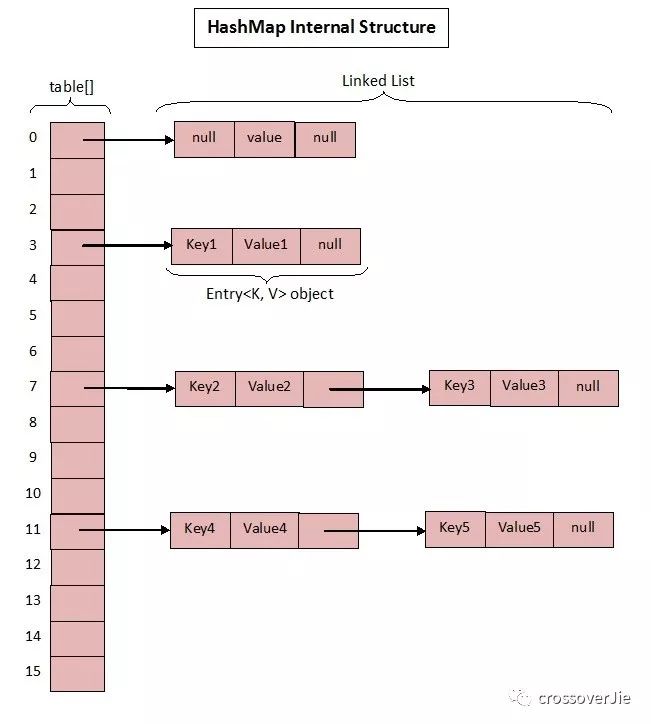 HashMap Internal Structure
table[]
Linked List
0
null value null
1
2
3
Key1 Value1 null
4
Entry<K, V> object
5
6
7
Key2 Value2
Key3 Value3 null
8
9
10
11
Key4 Value4
Key5 Value5 null
12
13
14
15
crossoverJie